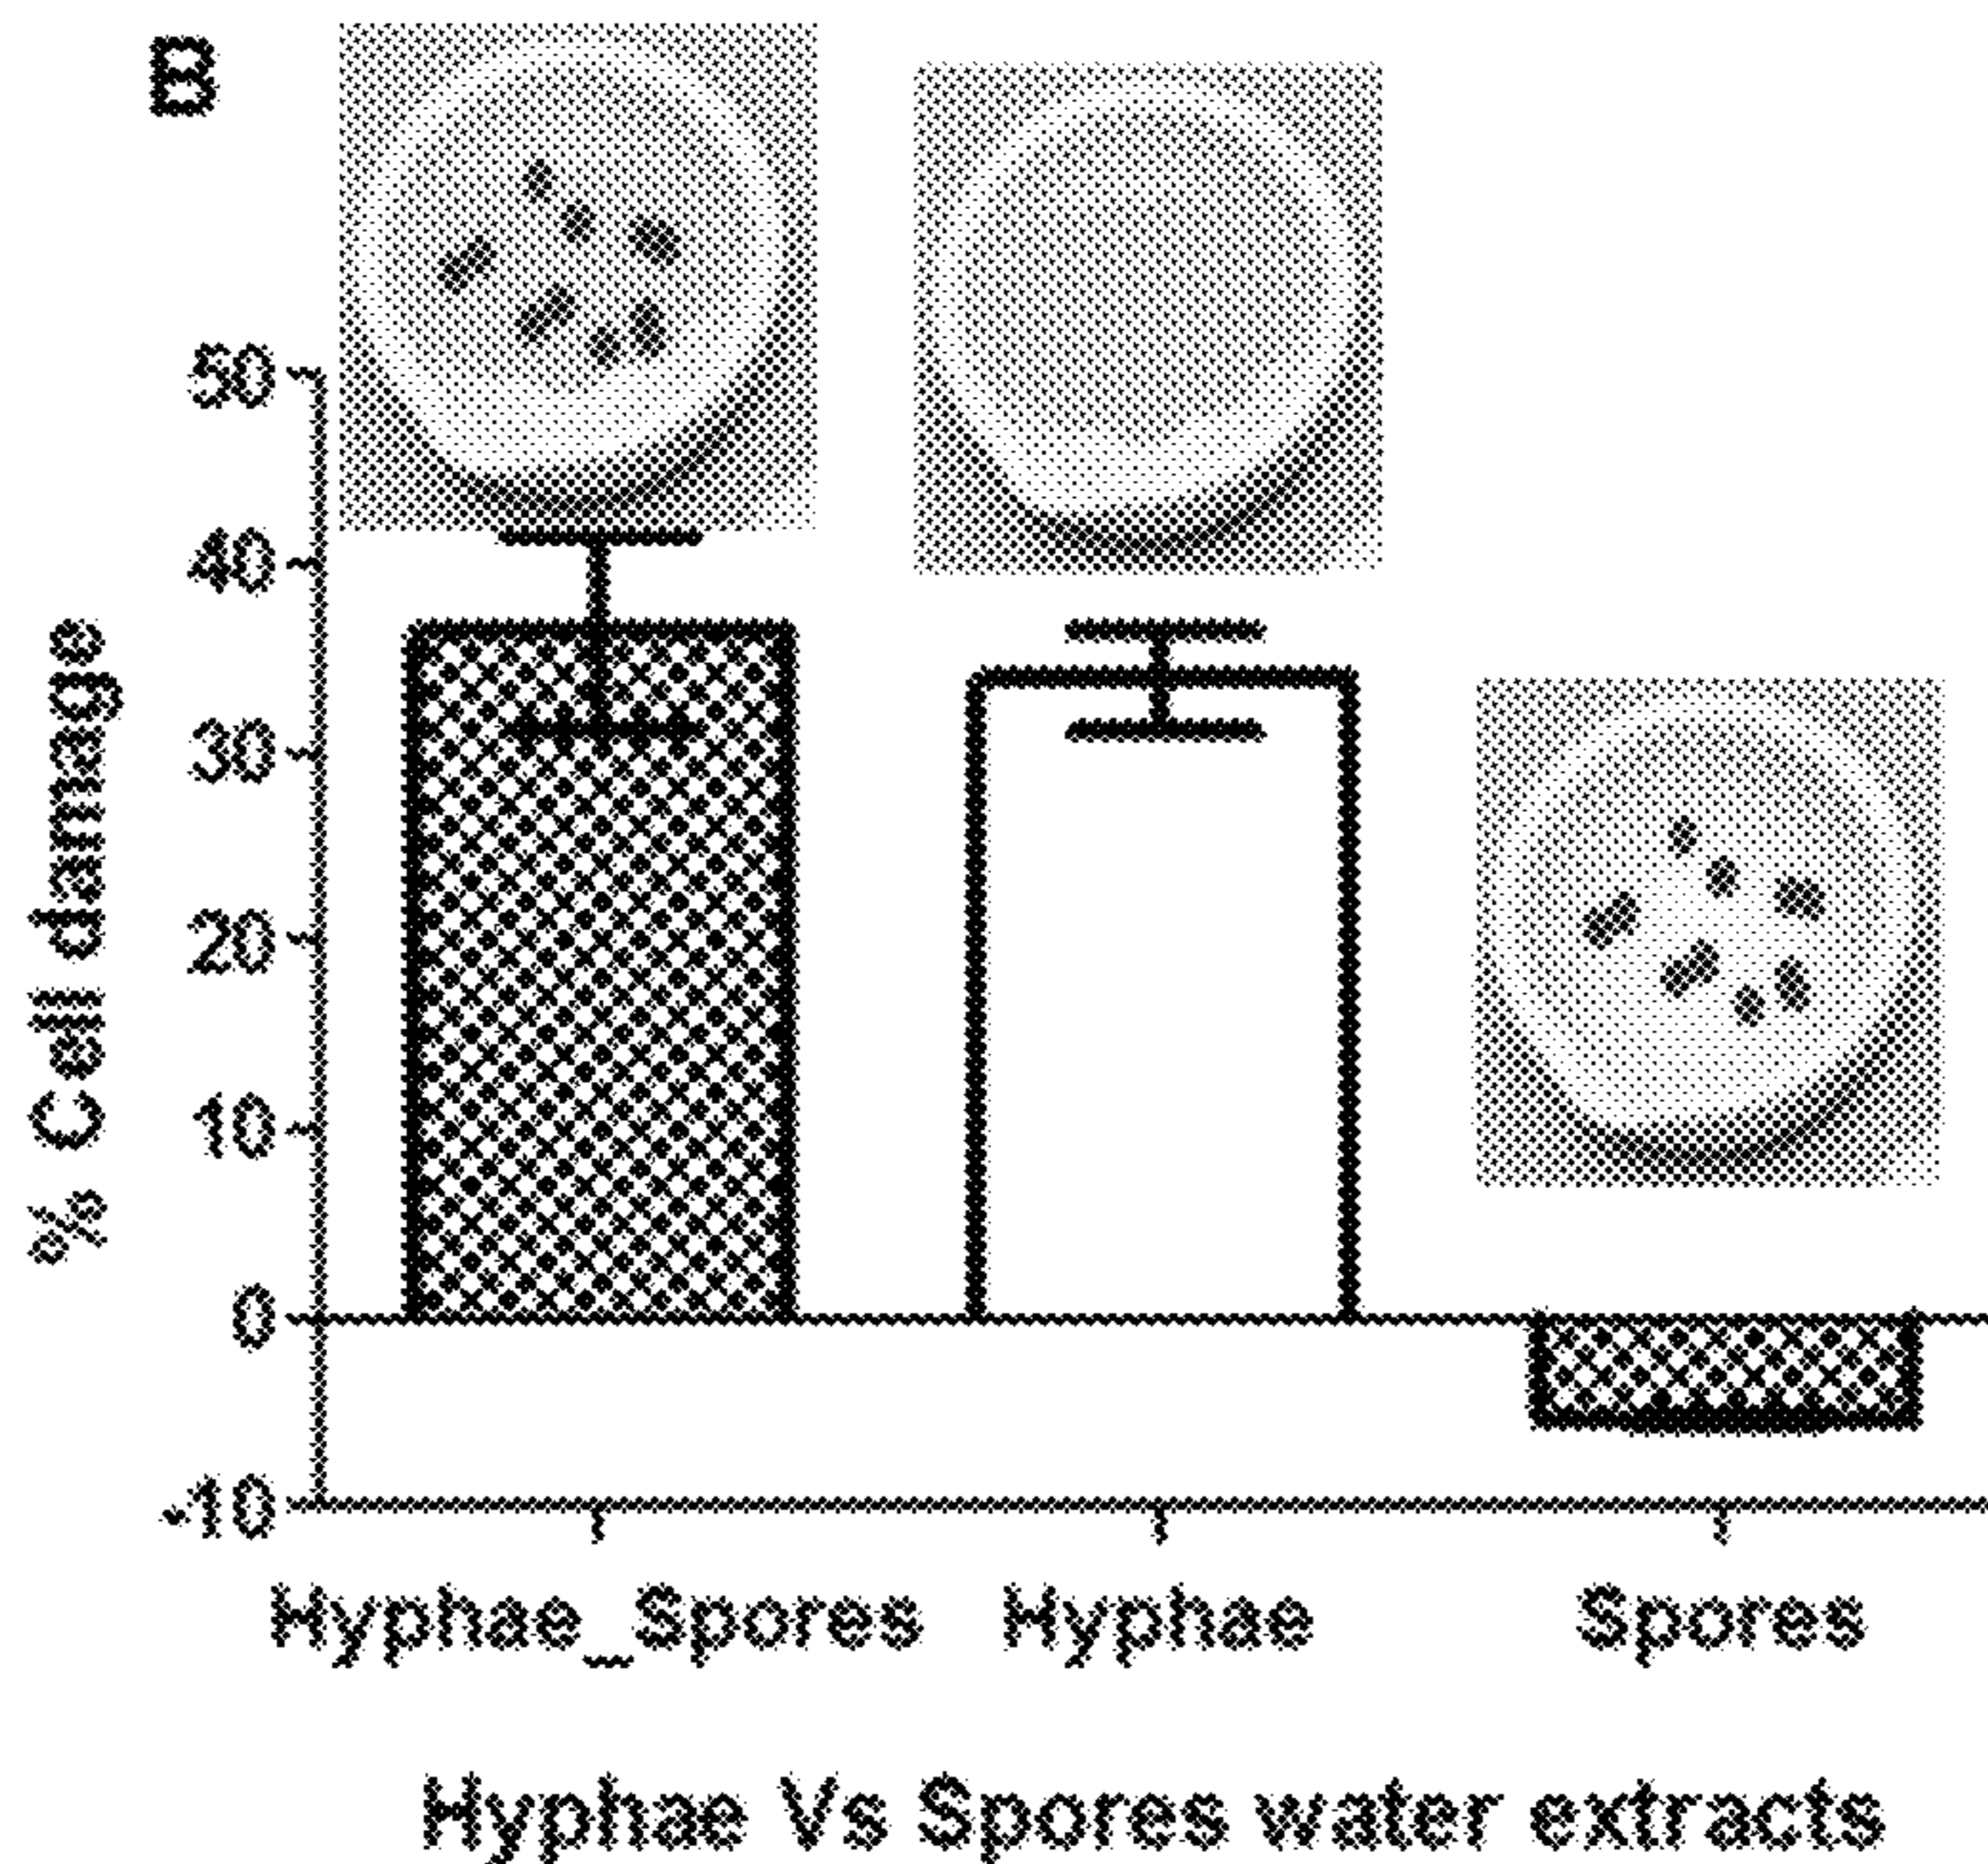 B
50
40
30
20
10
0
-10
% Cell damage
Hyphae_Spores Hyphae Spores
Hyphae Vs Spores water extracts